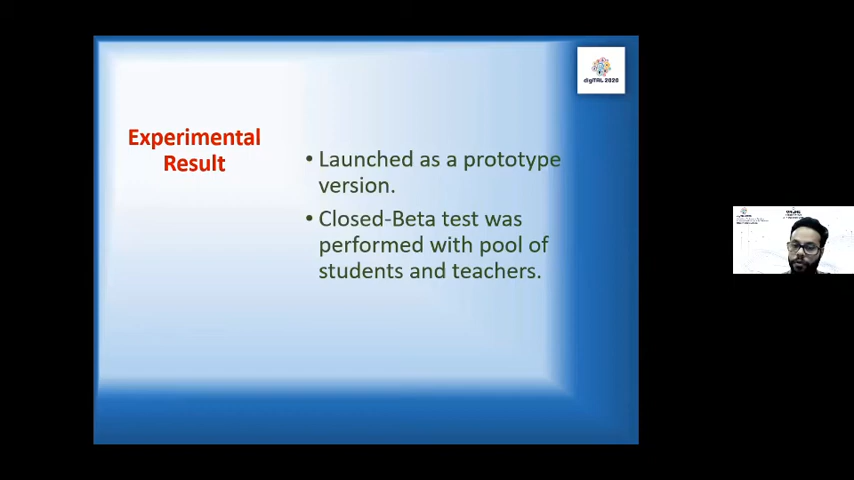 digiTAL 2020
Experimental
Result
• Launched as a prototype
version.
• Closed-Beta test was
performed with pool of
students and teachers.